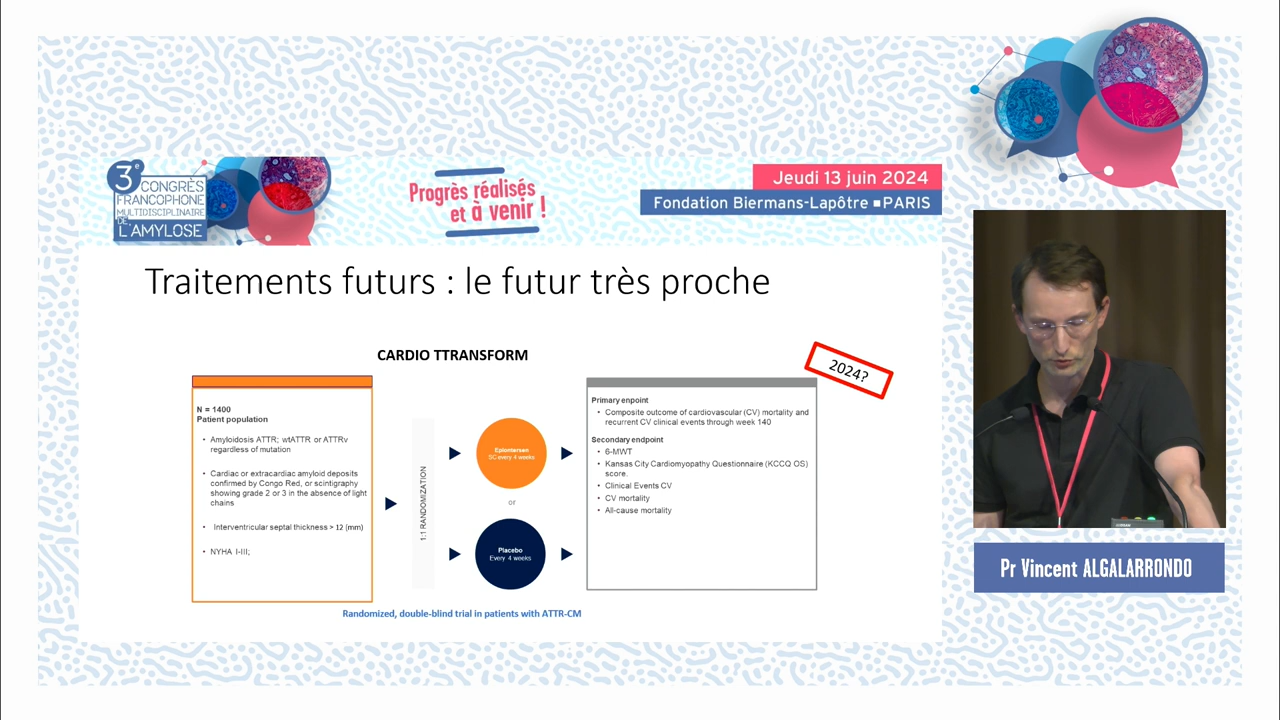 3e
CONGRÈS
FRANCOPHONE
MULTIDISCIPLINAIRE
DE
L'AMYLOSE
Progrès réalisés
et à venir !
Jeudi 13 juin 2024
Fondation Biermans-Lapôtre ■ PARIS
Traitements futurs : le futur très proche
CARDIO TTRANSFORM
2024?
N = 1400
Patient population
• Amyloidosis ATTR; wtATTR or ATTRv
regardless of mutation
• Cardiac or extracardiac amyloid deposits
confirmed by Congo Red, or scintigraphy
showing grade 2 or 3 in the absence of light
chains
• Interventricular septal thickness > 12 (mm)
• NYHA I-III;
1:1 RANDOMIZATION
Eplontersen
SC every 4 weeks
or
Placebo
Every 4 weeks
Primary enpoint
• Composite outcome of cardiovascular (CV) mortality and
recurrent CV clinical events through week 140
Secondary endpoint
• 6-MWT
• Kansas City Cardiomyopathy Questionnaire (KCCQ OS)
score.
• Clinical Events CV
• CV mortality
• All-cause mortality
Randomized, double-blind trial in patients with ATTR-CM
Pr Vincent ALGALARRONDO